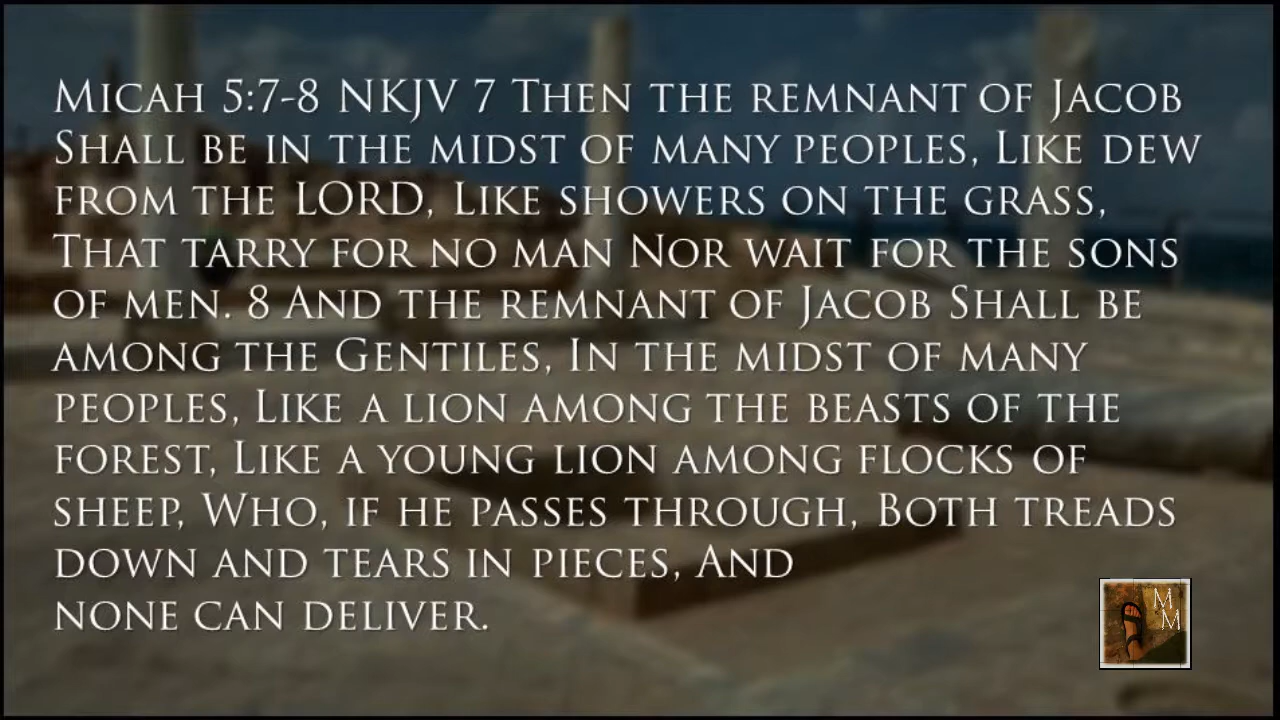 Micah 5:7-8 NKJV 7 Then the remnant of Jacob
Shall be in the midst of many peoples, Like dew
from the LORD, Like showers on the grass,
That tarry for no man Nor wait for the sons
of men. 8 And the remnant of Jacob Shall be
among the Gentiles, In the midst of many
peoples, Like a lion among the beasts of the
forest, Like a young lion among flocks of
sheep, Who, if he passes through, Both treads
down and tears in pieces, And
none can deliver.
M
M